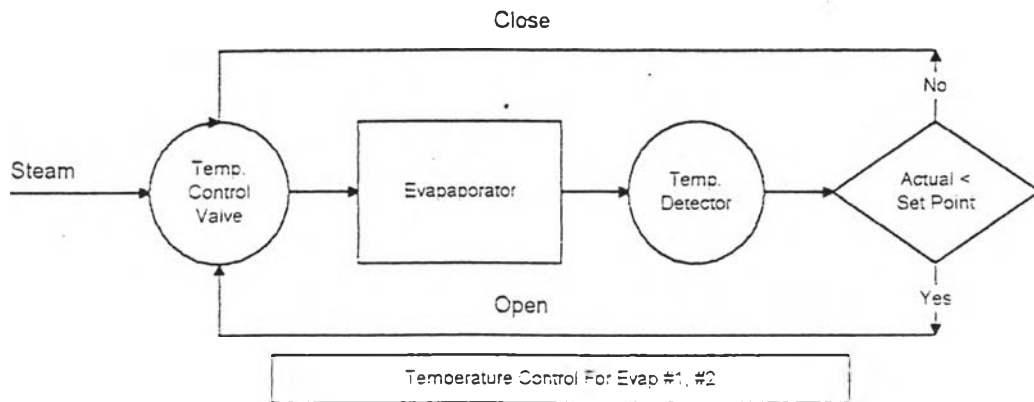 Close
No
Steam
Temp.
Control
Valve
Evapaporator
Temp.
Detector
Actual <
Set Point
Open
Yes
Temperature Control For Evap #1, #2